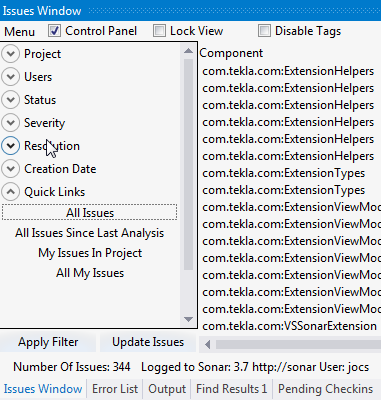 Issues Window
Menu Control Panel Lock View Disable Tags
Project
Users
Status
Severity
Resolution
Creation Date
Quick Links
All Issues
All Issues Since Last Analysis
My Issues In Project
All My Issues
Component
com.tekla.com:ExtensionHelpers
com.tekla.com:ExtensionHelpers
com.tekla.com:ExtensionHelpers
com.tekla.com:ExtensionHelpers
com.tekla.com:ExtensionHelpers
com.tekla.com:ExtensionHelpers
com.tekla.com:ExtensionTypes
com.tekla.com:ExtensionTypes
com.tekla.com:ExtensionViewMod
com.tekla.com:ExtensionViewMod
com.tekla.com:ExtensionViewMod
com.tekla.com:ExtensionViewMod
com.tekla.com:ExtensionViewMod
com.tekla.com:ExtensionViewMod
com.tekla.com:ExtensionViewMod
com.tekla.com:VSSonarExtension
Apply Filter Update Issues
Number Of Issues: 344 Logged to Sonar: 3.7 http://sonar User: jocs
Issues Window Error List Output Find Results 1 Pending Checkins